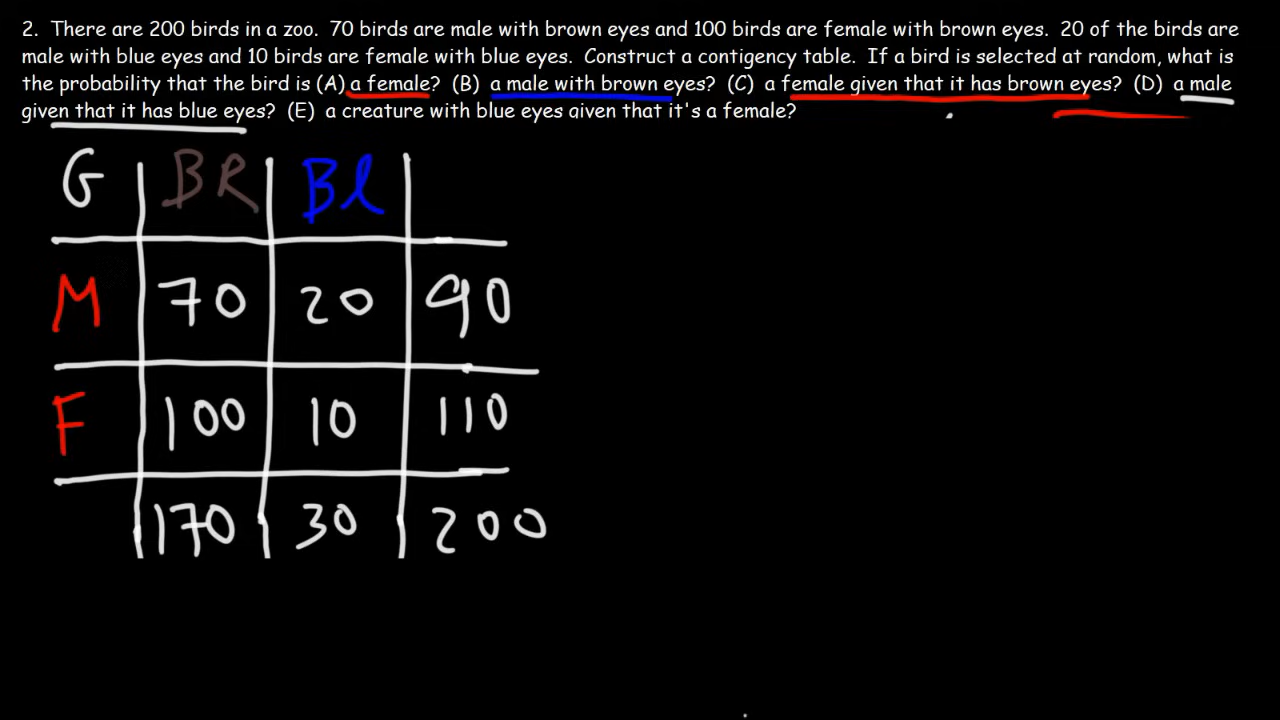 2. There are 200 birds in a zoo. 70 birds are male with brown eyes and 100 birds are female with brown eyes. 20 of the birds are
male with blue eyes and 10 birds are female with blue eyes. Construct a contigency table. If a bird is selected at random, what is
the probability that the bird is (A) a female? (B) a male with brown eyes? (C) a female given that it has brown eyes? (D) a male
given that it has blue eyes? (E) a creature with blue eyes given that it's a female?
G BR Bl
M 70 20 90
F 100 10 110
170 30 200